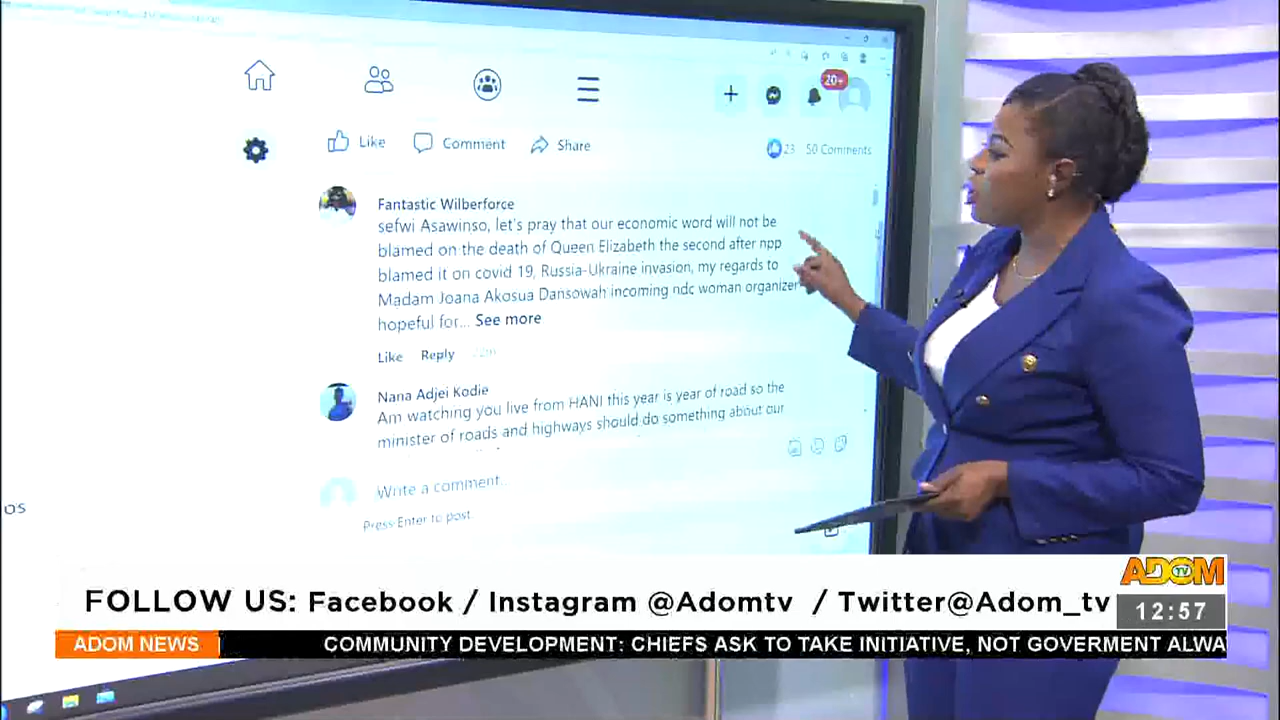 20+
Like Comment Share 23 50 Comments
Fantastic Wilberforce
sefwi Asawinso, let's pray that our economic word will not be
blamed on the death of Queen Elizabeth the second after npp
blamed it on covid 19, Russia-Ukraine invasion, my regards to
Madam Joana Akosua Dansowah incoming ndc woman organizer
hopeful for... See more
Like Reply
Nana Adjei Kodie
Am watching you live from HANI this year is year of road so the
minister of roads and highways should do something about our
Write a comment...
Press Enter to post.
os
ADOM TV
FOLLOW US: Facebook / Instagram @Adomtv / Twitter@Adom_tv
12:57
ADOM NEWS COMMUNITY DEVELOPMENT: CHIEFS ASK TO TAKE INITIATIVE, NOT GOVERMENT ALWA